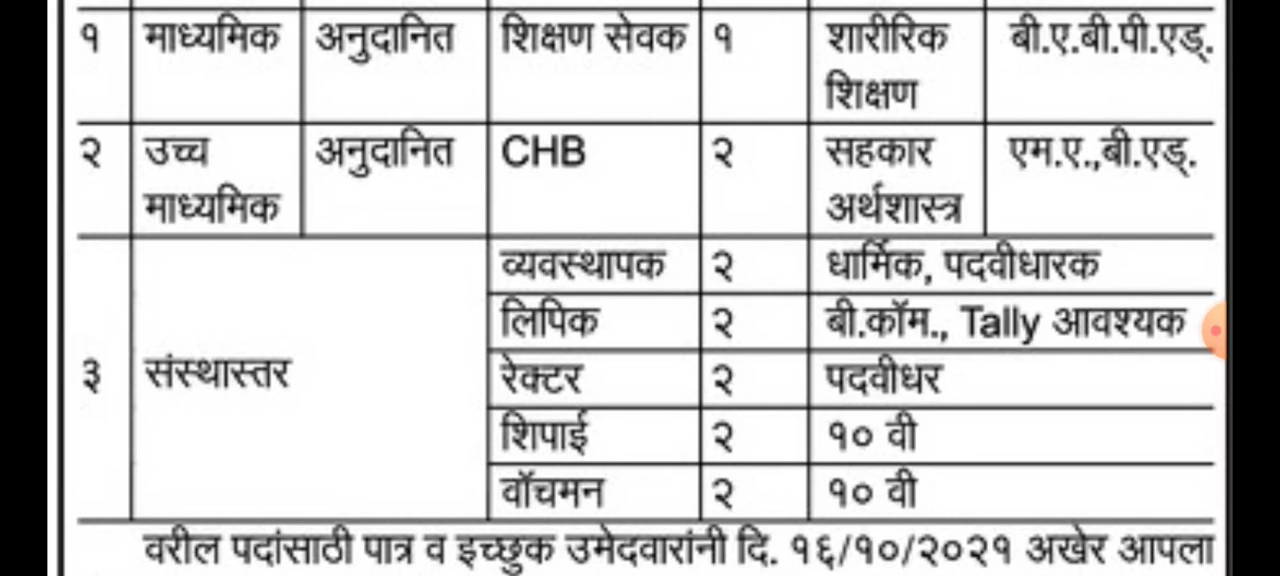 १ माध्यमिक अनुदानित शिक्षण सेवक १ शारीरिक बी.ए.बी.पी.एड्.
शिक्षण
२ उच्च अनुदानित CHB २ सहकार एम.ए.,बी.एड्.
माध्यमिक अर्थशास्त्र
व्यवस्थापक २ धार्मिक, पदवीधारक
लिपिक २ बी.कॉम., Tally आवश्यक
३ संस्थास्तर रेक्टर २ पदवीधर
शिपाई २ १० वी
वॉचमन २ १० वी
वरील पदांसाठी पात्र व इच्छुक उमेदवारांनी दि. १६/१०/२०२१ अखेर आपला